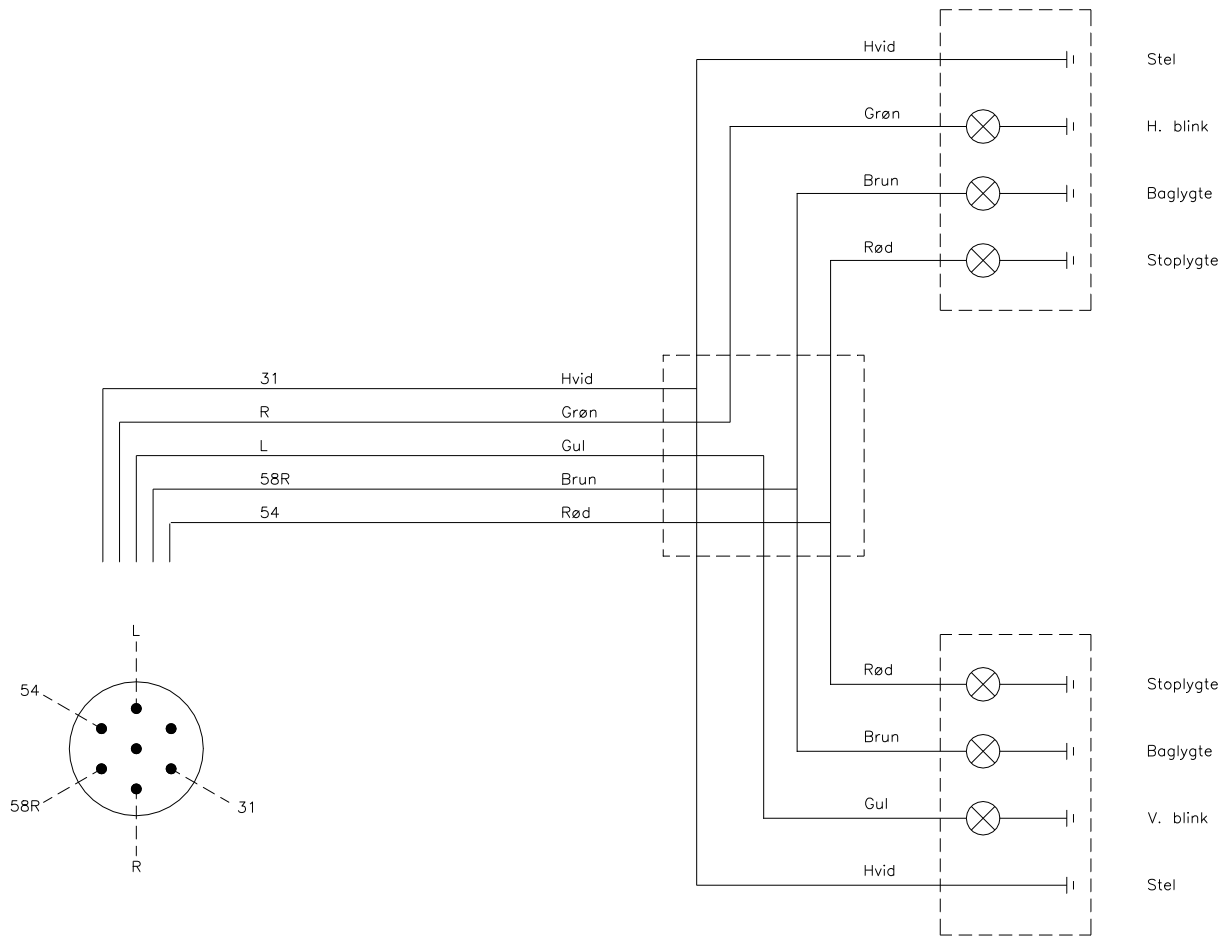 Hvid
Stel
Grøn
H. blink
Brun
Baglygte
Rød
Stoplygte
31
Hvid
R
Grøn
L
Gul
58R
Brun
54
Rød
L
54
58R
31
R
Rød
Stoplygte
Brun
Baglygte
Gul
V. blink
Hvid
Stel